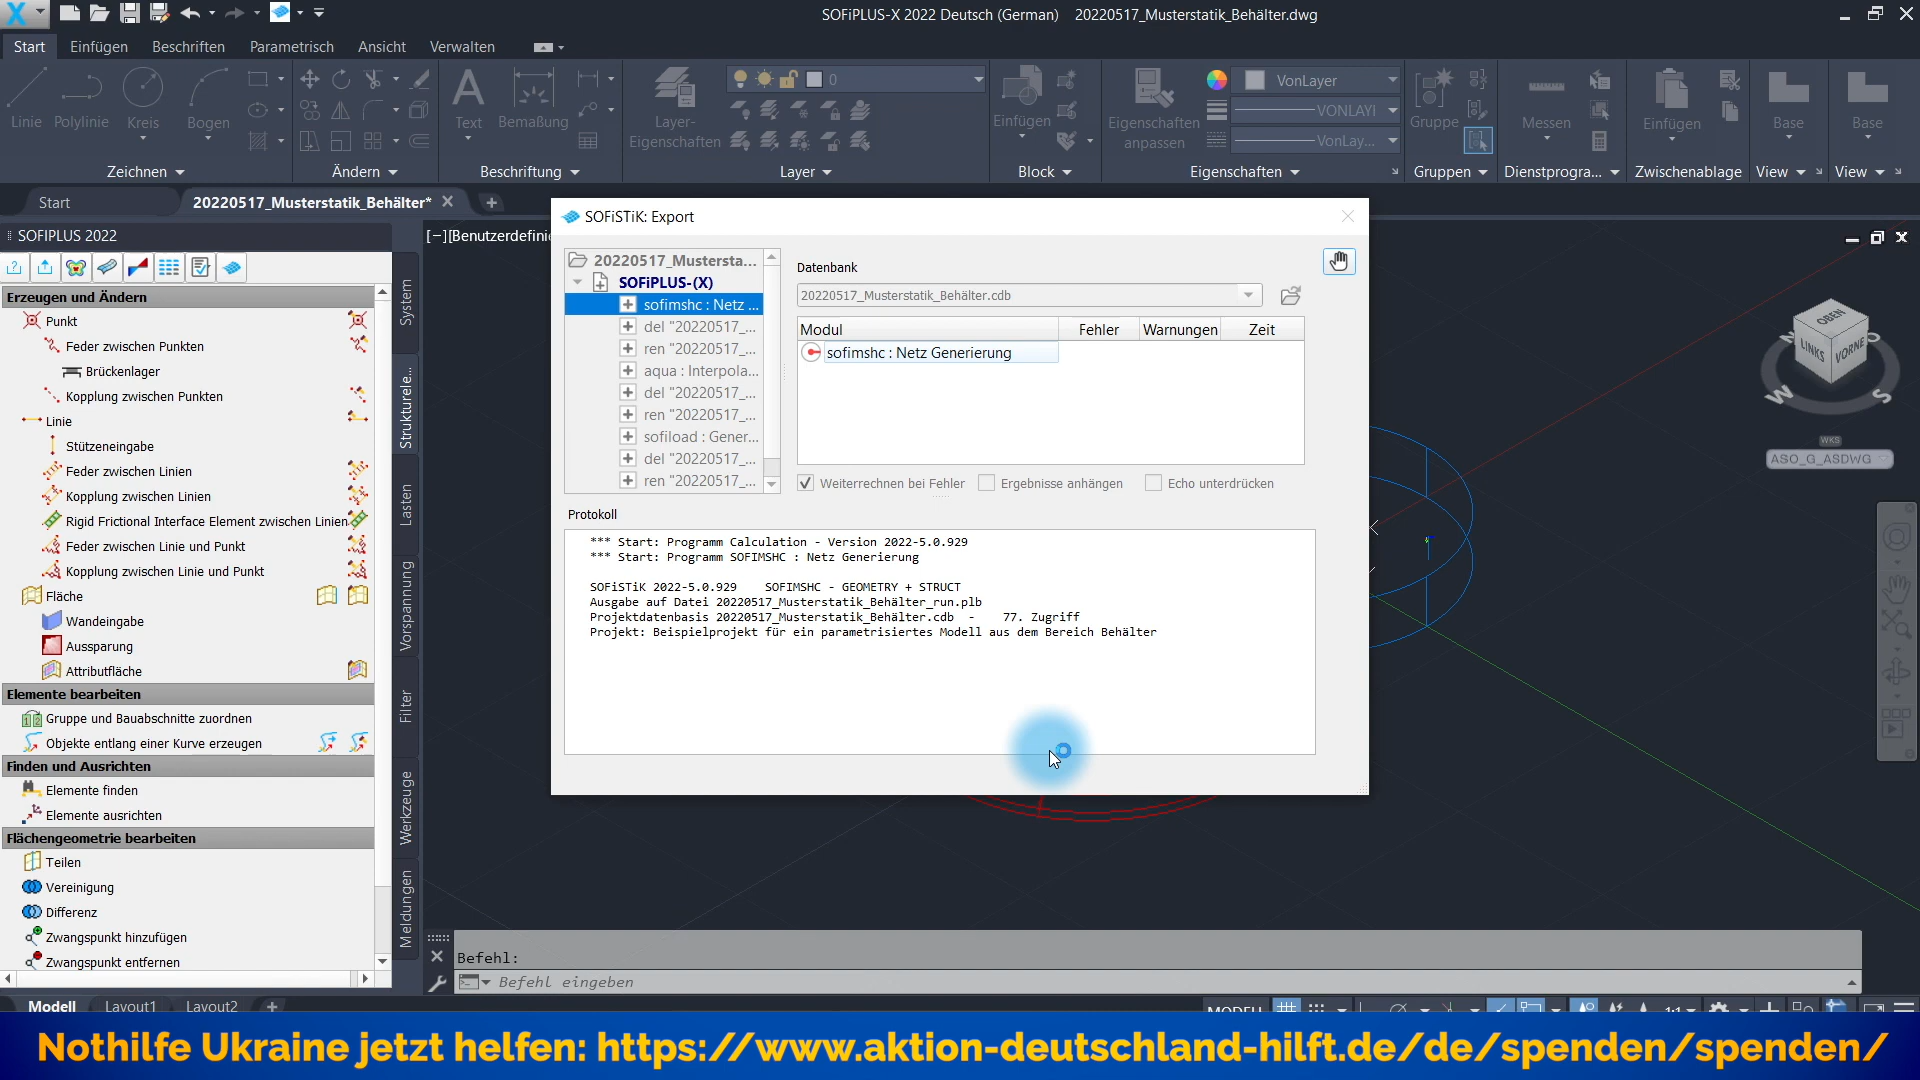 SOFiPLUS-X 2022 Deutsch (German) 20220517_Musterstatik_Behälter.dwg
Start Einfügen Beschriften Parametrisch Ansicht Verwalten
Linie Polylinie Kreis Bogen
Text Bemaßung
Layer-Eigenschaften
0
Einfügen
Eigenschaften anpassen
VonLayer
VONLAYI
VonLay...
Gruppe
Messen
Einfügen
Base
Base
Zeichnen Ändern Beschriftung Layer Block Eigenschaften Gruppen Dienstprogra... Zwischenablage View View
Start 20220517_Musterstatik_Behälter*
SOFIPLUS 2022
Erzeugen und Ändern
Punkt
Feder zwischen Punkten
Brückenlager
Kopplung zwischen Punkten
Linie
Stützeneingabe
Feder zwischen Linien
Kopplung zwischen Linien
Rigid Frictional Interface Element zwischen Linien
Feder zwischen Linie und Punkt
Kopplung zwischen Linie und Punkt
Fläche
Wandeingabe
Aussparung
Attributfläche
Elemente bearbeiten
Gruppe und Bauabschnitte zuordnen
Objekte entlang einer Kurve erzeugen
Finden und Ausrichten
Elemente finden
Elemente ausrichten
Flächengeometrie bearbeiten
Teilen
Vereinigung
Differenz
Zwangspunkt hinzufügen
Zwangspunkt entfernen
System
Strukturele...
Lasten
Vorspannung
Filter
Werkzeuge
Meldungen
[−][Benutzerdefinie
SOFiSTiK: Export
20220517_Mustersta...
SOFiPLUS-(X)
sofimshc : Netz ...
del "20220517_...
ren "20220517_...
aqua : Interpola...
del "20220517_...
ren "20220517_...
sofiload : Gener...
del "20220517_...
ren "20220517_...
Datenbank
20220517_Musterstatik_Behälter.cdb
Modul Fehler Warnungen Zeit
sofimshc : Netz Generierung
Weiterrechnen bei Fehler Ergebnisse anhängen Echo unterdrücken
Protokoll
*** Start: Programm Calculation - Version 2022-5.0.929
*** Start: Programm SOFIMSHC : Netz Generierung
SOFiSTiK 2022-5.0.929 SOFIMSHC - GEOMETRY + STRUCT
Ausgabe auf Datei 20220517_Musterstatik_Behälter_run.plb
Projektdatenbasis 20220517_Musterstatik_Behälter.cdb - 77. Zugriff
Projekt: Beispielprojekt für ein parametrisiertes Modell aus dem Bereich Behälter
OBEN
LINKS VORNE
W S
WKS
ASO_G_ASDWG
Befehl:
Befehl eingeben
Modell Layout1 Layout2
MODELL
1:1
Nothilfe Ukraine jetzt helfen: https://www.aktion-deutschland-hilft.de/de/spenden/spenden/